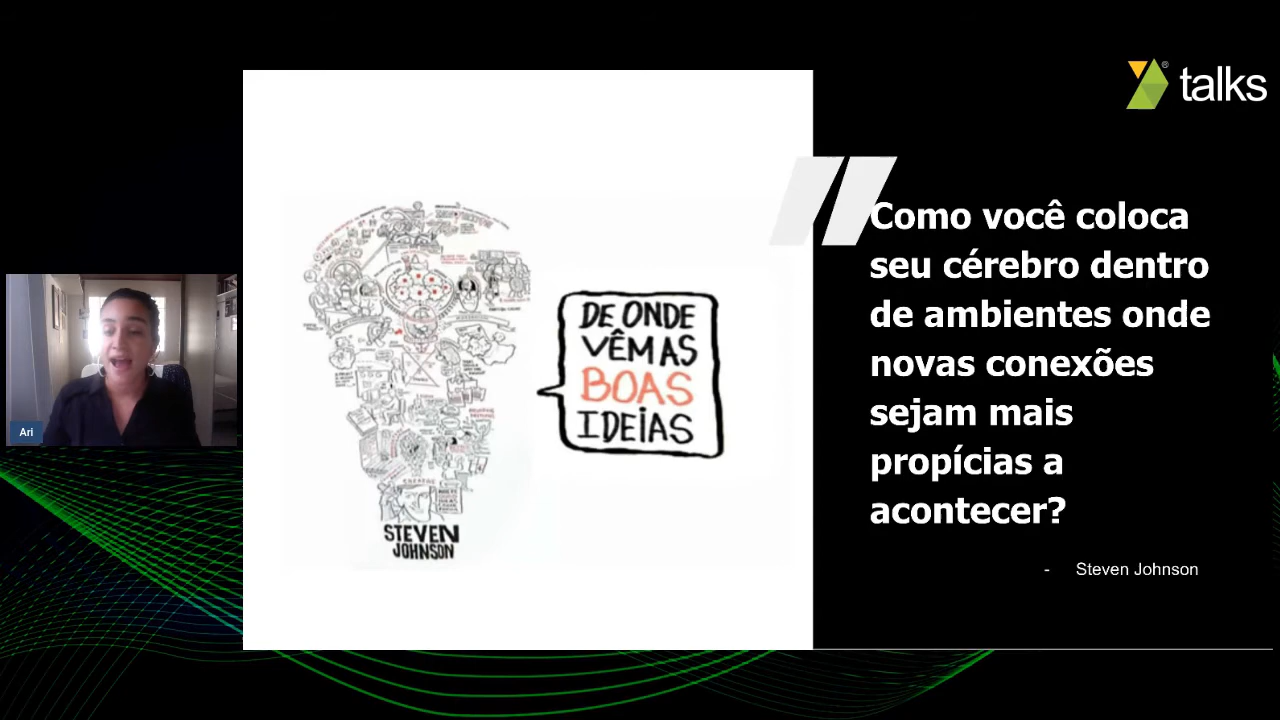 talks
Como você coloca
seu cérebro dentro
de ambientes onde
novas conexões
sejam mais
propícias a
acontecer?
- Steven Johnson
DE ONDE
VÊM AS
BOAS
IDEIAS
STEVEN
JOHNSON
Ari